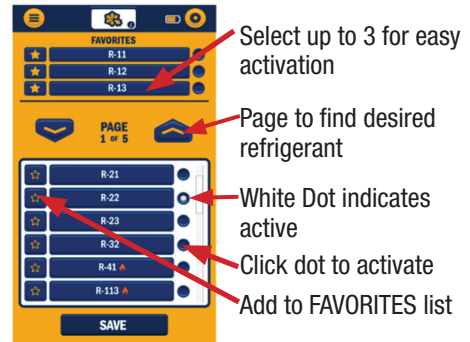 FAVORITES
R-11
R-12
R-13
PAGE
1 OF 5
R-21
R-22
R-23
R-32
R-41
R-113
SAVE
Select up to 3 for easy
activation
Page to find desired
refrigerant
White Dot indicates
active
Click dot to activate
Add to FAVORITES list